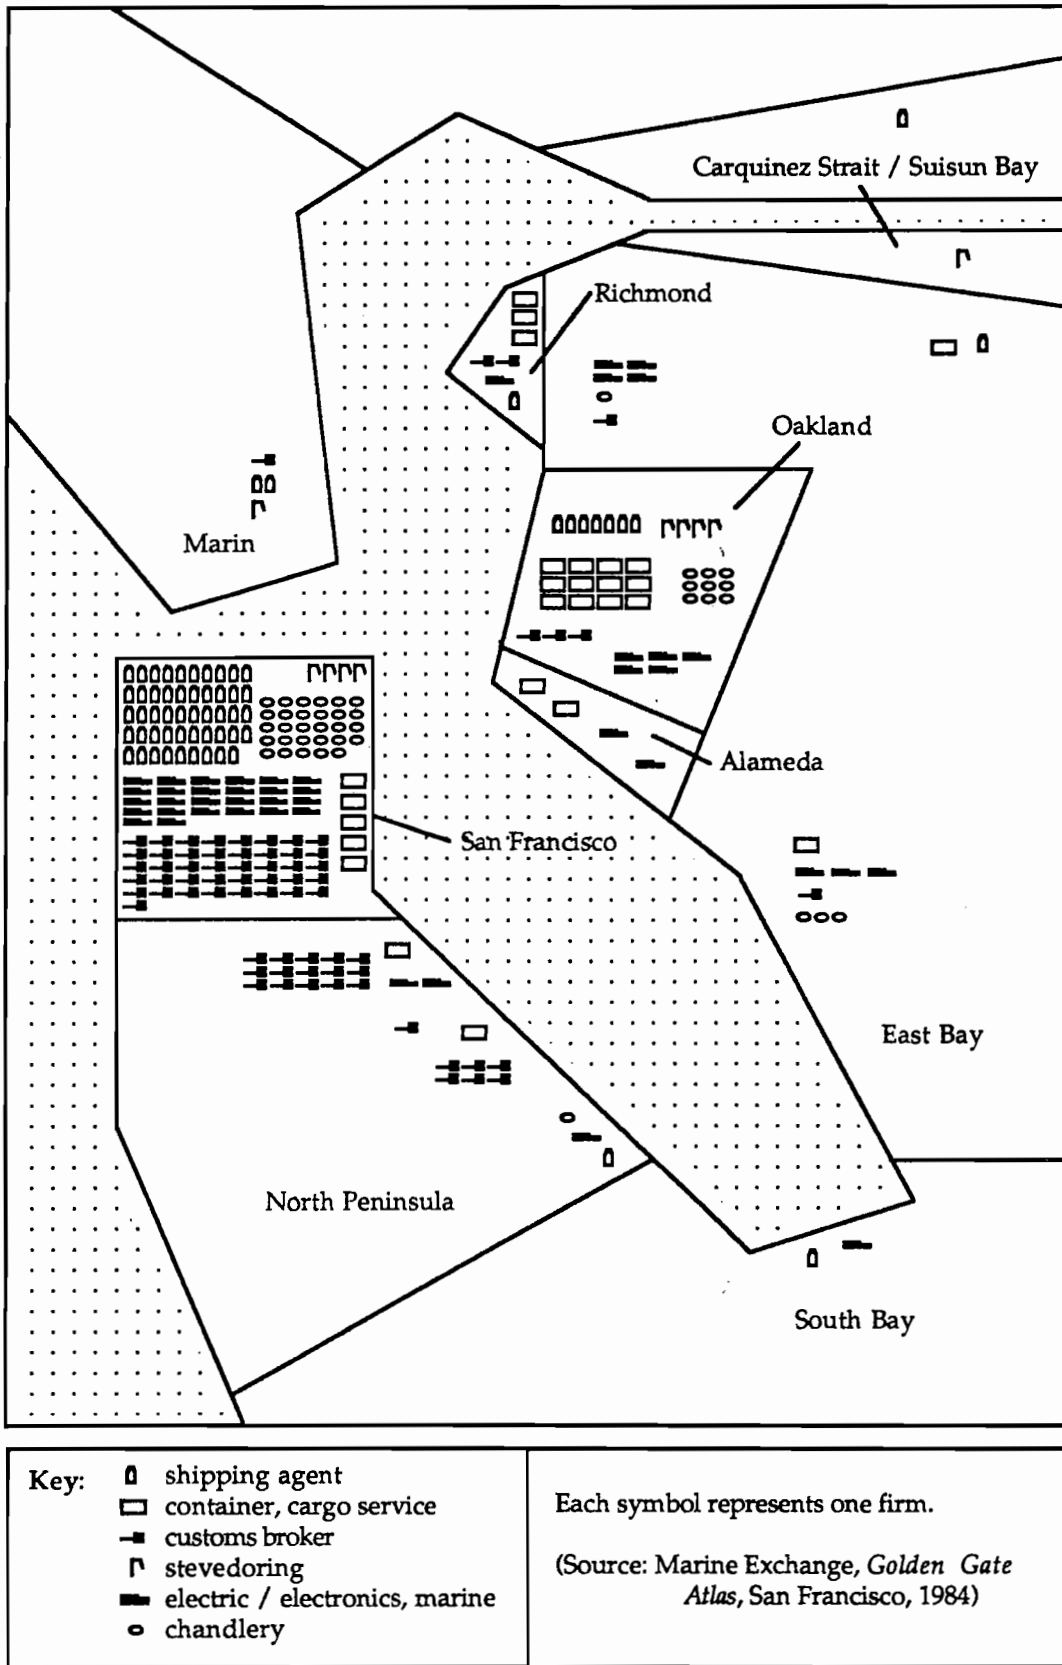 Carquinez Strait / Suisun Bay
Richmond
Oakland
Marin
Alameda
San Francisco
East Bay
North Peninsula
South Bay
Key:
shipping agent
container, cargo service
customs broker
stevedoring
electric / electronics, marine
chandlery
Each symbol represents one firm.
(Source: Marine Exchange, Golden Gate
Atlas, San Francisco, 1984)